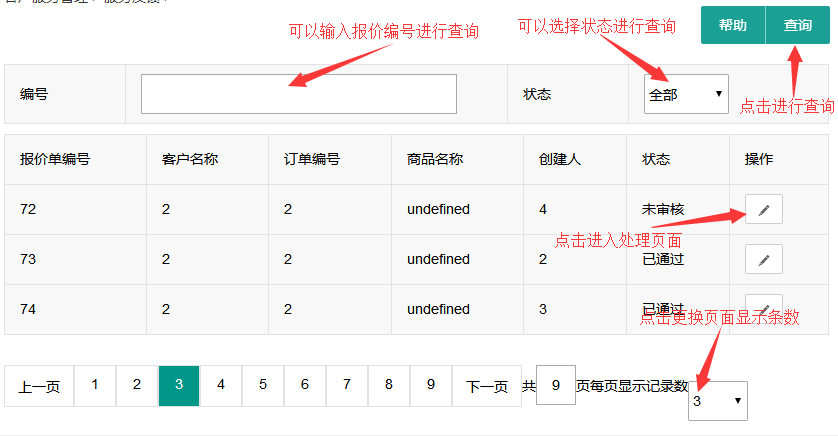 可以输入报价编号进行查询
可以选择状态进行查询
帮助 查询
点击进行查询
编号 状态 全部
报价单编号 客户名称 订单编号 商品名称 创建人 状态 操作
72 2 2 undefined 4 未审核
点击进入处理页面
73 2 2 undefined 2 已通过
74 2 2 undefined 3 已通过
点击更换页面显示条数
上一页 1 2 3 4 5 6 7 8 9 下一页 共 9 页每页显示记录数 3